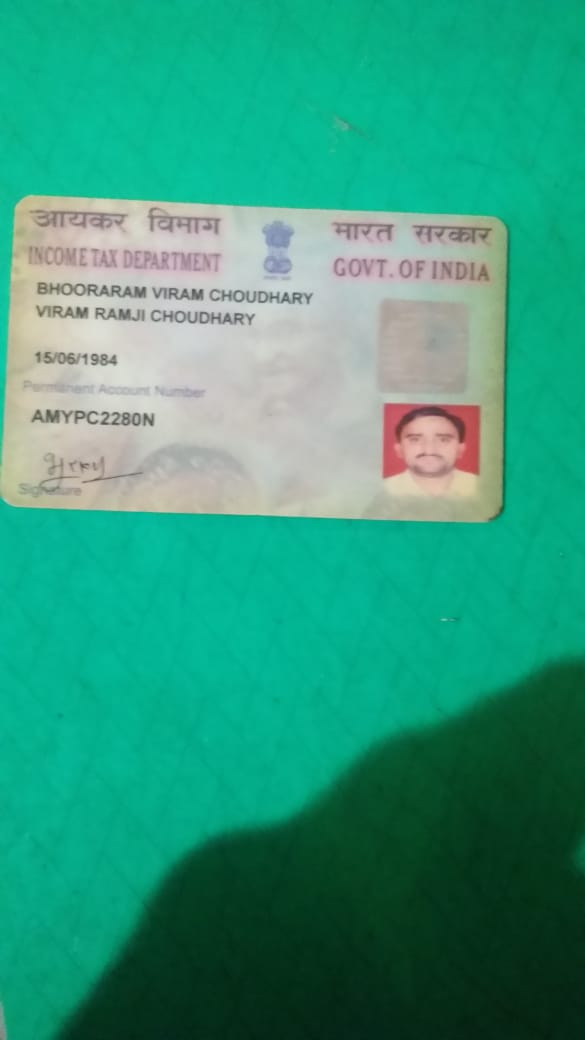 आयकर विभाग भारत सरकार
INCOME TAX DEPARTMENT GOVT. OF INDIA
BHOORARAM VIRAM CHOUDHARY
VIRAM RAMJI CHOUDHARY
15/06/1984
Permanent Account Number
AMYPC2280N
Signature